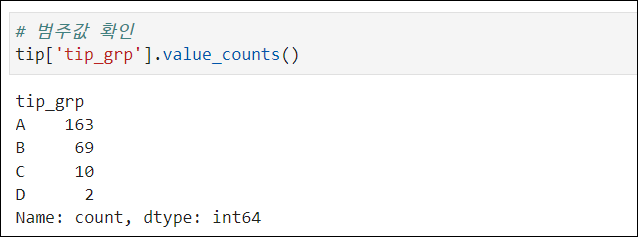 # 범주값 확인
tip['tip_grp'].value_counts()
tip_grp
A    163
B     69
C     10
D      2
Name: count, dtype: int64